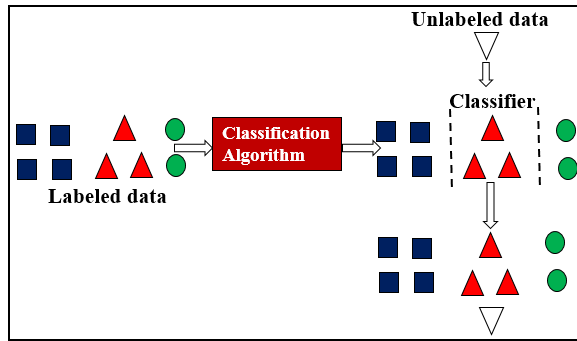 Unlabeled data
Classifier
Classification
Algorithm
Labeled data